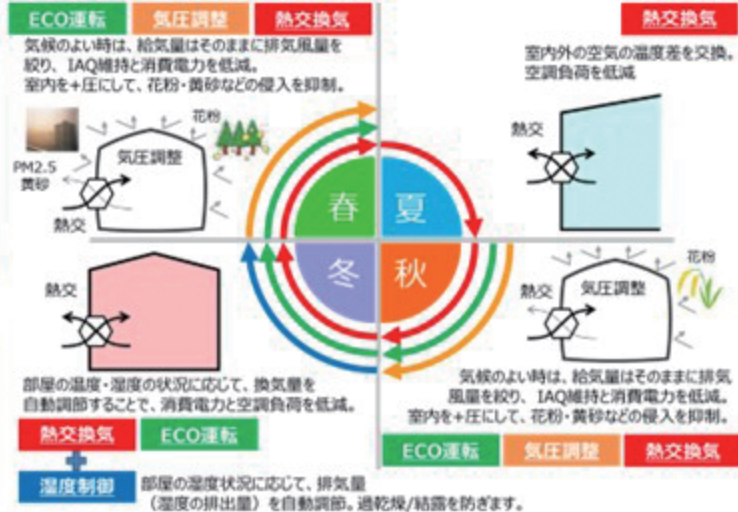 ECO運転
気圧調整
熱交換気
気候のよい時は、給気量はそのままに排気風量を
絞り、IAQ維持と消費電力を低減。
室内を+圧にして、花粉・黄砂などの侵入を抑制。
花粉
気圧調整
PM2.5
黄砂
熱交
熱交換気
室内外の空気の温度差を交換。
空調負荷を低減
熱交
春
夏
冬
秋
熱交
部屋の温度・湿度の状況に応じて、換気量を
自動調節することで、消費電力と空調負荷を低減。
熱交換気
ECO運転
湿度制御
部屋の湿度状況に応じて、排気量
(湿度の排出量)を自動調節。過乾燥/結露を防ぎます。
花粉
熱交
気圧調整
気候のよい時は、給気量はそのままに排気
風量を絞り、IAQ維持と消費電力を低減。
室内を+圧にして、花粉・黄砂などの侵入を抑制。
ECO運転
気圧調整
熱交換気